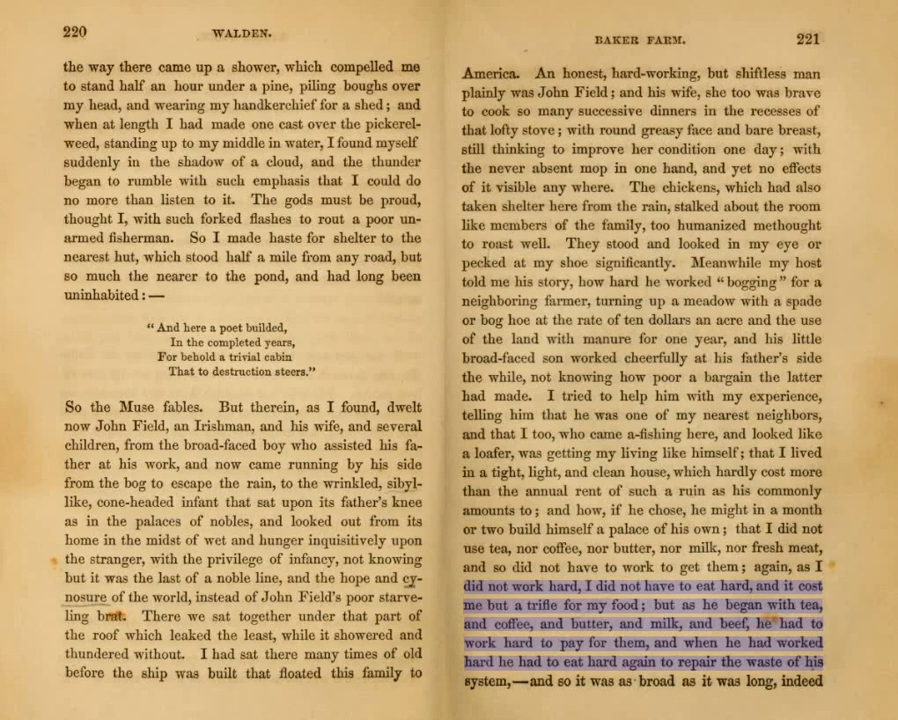 220
WALDEN.
the way there came up a shower, which compelled me
to stand half an hour under a pine, piling boughs over
my head, and wearing my handkerchief for a shed; and
when at length I had made one cast over the pickerel-
weed, standing up to my middle in water, I found myself
suddenly in the shadow of a cloud, and the thunder
began to rumble with such emphasis that I could do
no more than listen to it. The gods must be proud,
thought I, with such forked flashes to rout a poor un-
armed fisherman. So I made haste for shelter to the
nearest hut, which stood half a mile from any road, but
so much the nearer to the pond, and had long been
uninhabited:—
"And here a poet builded,
In the completed years,
For behold a trivial cabin
That to destruction steers."
So the Muse fables. But therein, as I found, dwelt
now John Field, an Irishman, and his wife, and several
children, from the broad-faced boy who assisted his fa-
ther at his work, and now came running by his side
from the bog to escape the rain, to the wrinkled, sibyl-
like, cone-headed infant that sat upon its father's knee
as in the palaces of nobles, and looked out from its
home in the midst of wet and hunger inquisitively upon
the stranger, with the privilege of infancy, not knowing
but it was the last of a noble line, and the hope and cy-
nosure of the world, instead of John Field's poor starve-
ling brat. There we sat together under that part of
the roof which leaked the least, while it showered and
thundered without. I had sat there many times of old
before the ship was built that floated this family to
BAKER FARM.
221
America. An honest, hard-working, but shiftless man
plainly was John Field; and his wife, she too was brave
to cook so many successive dinners in the recesses of
that lofty stove; with round greasy face and bare breast,
still thinking to improve her condition one day; with
the never absent mop in one hand, and yet no effects
of it visible any where. The chickens, which had also
taken shelter here from the rain, stalked about the room
like members of the family, too humanized methought
to roast well. They stood and looked in my eye or
pecked at my shoe significantly. Meanwhile my host
told me his story, how hard he worked "bogging" for a
neighboring farmer, turning up a meadow with a spade
or bog hoe at the rate of ten dollars an acre and the use
of the land with manure for one year, and his little
broad-faced son worked cheerfully at his father's side
the while, not knowing how poor a bargain the latter
had made. I tried to help him with my experience,
telling him that he was one of my nearest neighbors,
and that I too, who came a-fishing here, and looked like
a loafer, was getting my living like himself; that I lived
in a tight, light, and clean house, which hardly cost more
than the annual rent of such a ruin as his commonly
amounts to; and how, if he chose, he might in a month
or two build himself a palace of his own; that I did not
use tea, nor coffee, nor butter, nor milk, nor fresh meat,
and so did not have to work to get them; again, as I
did not work hard, I did not have to eat hard, and it cost
me but a trifle for my food; but as he began with tea,
and coffee, and butter, and milk, and beef, he had to
work hard to pay for them, and when he had worked
hard he had to eat hard again to repair the waste of his
system,—and so it was as broad as it was long, indeed